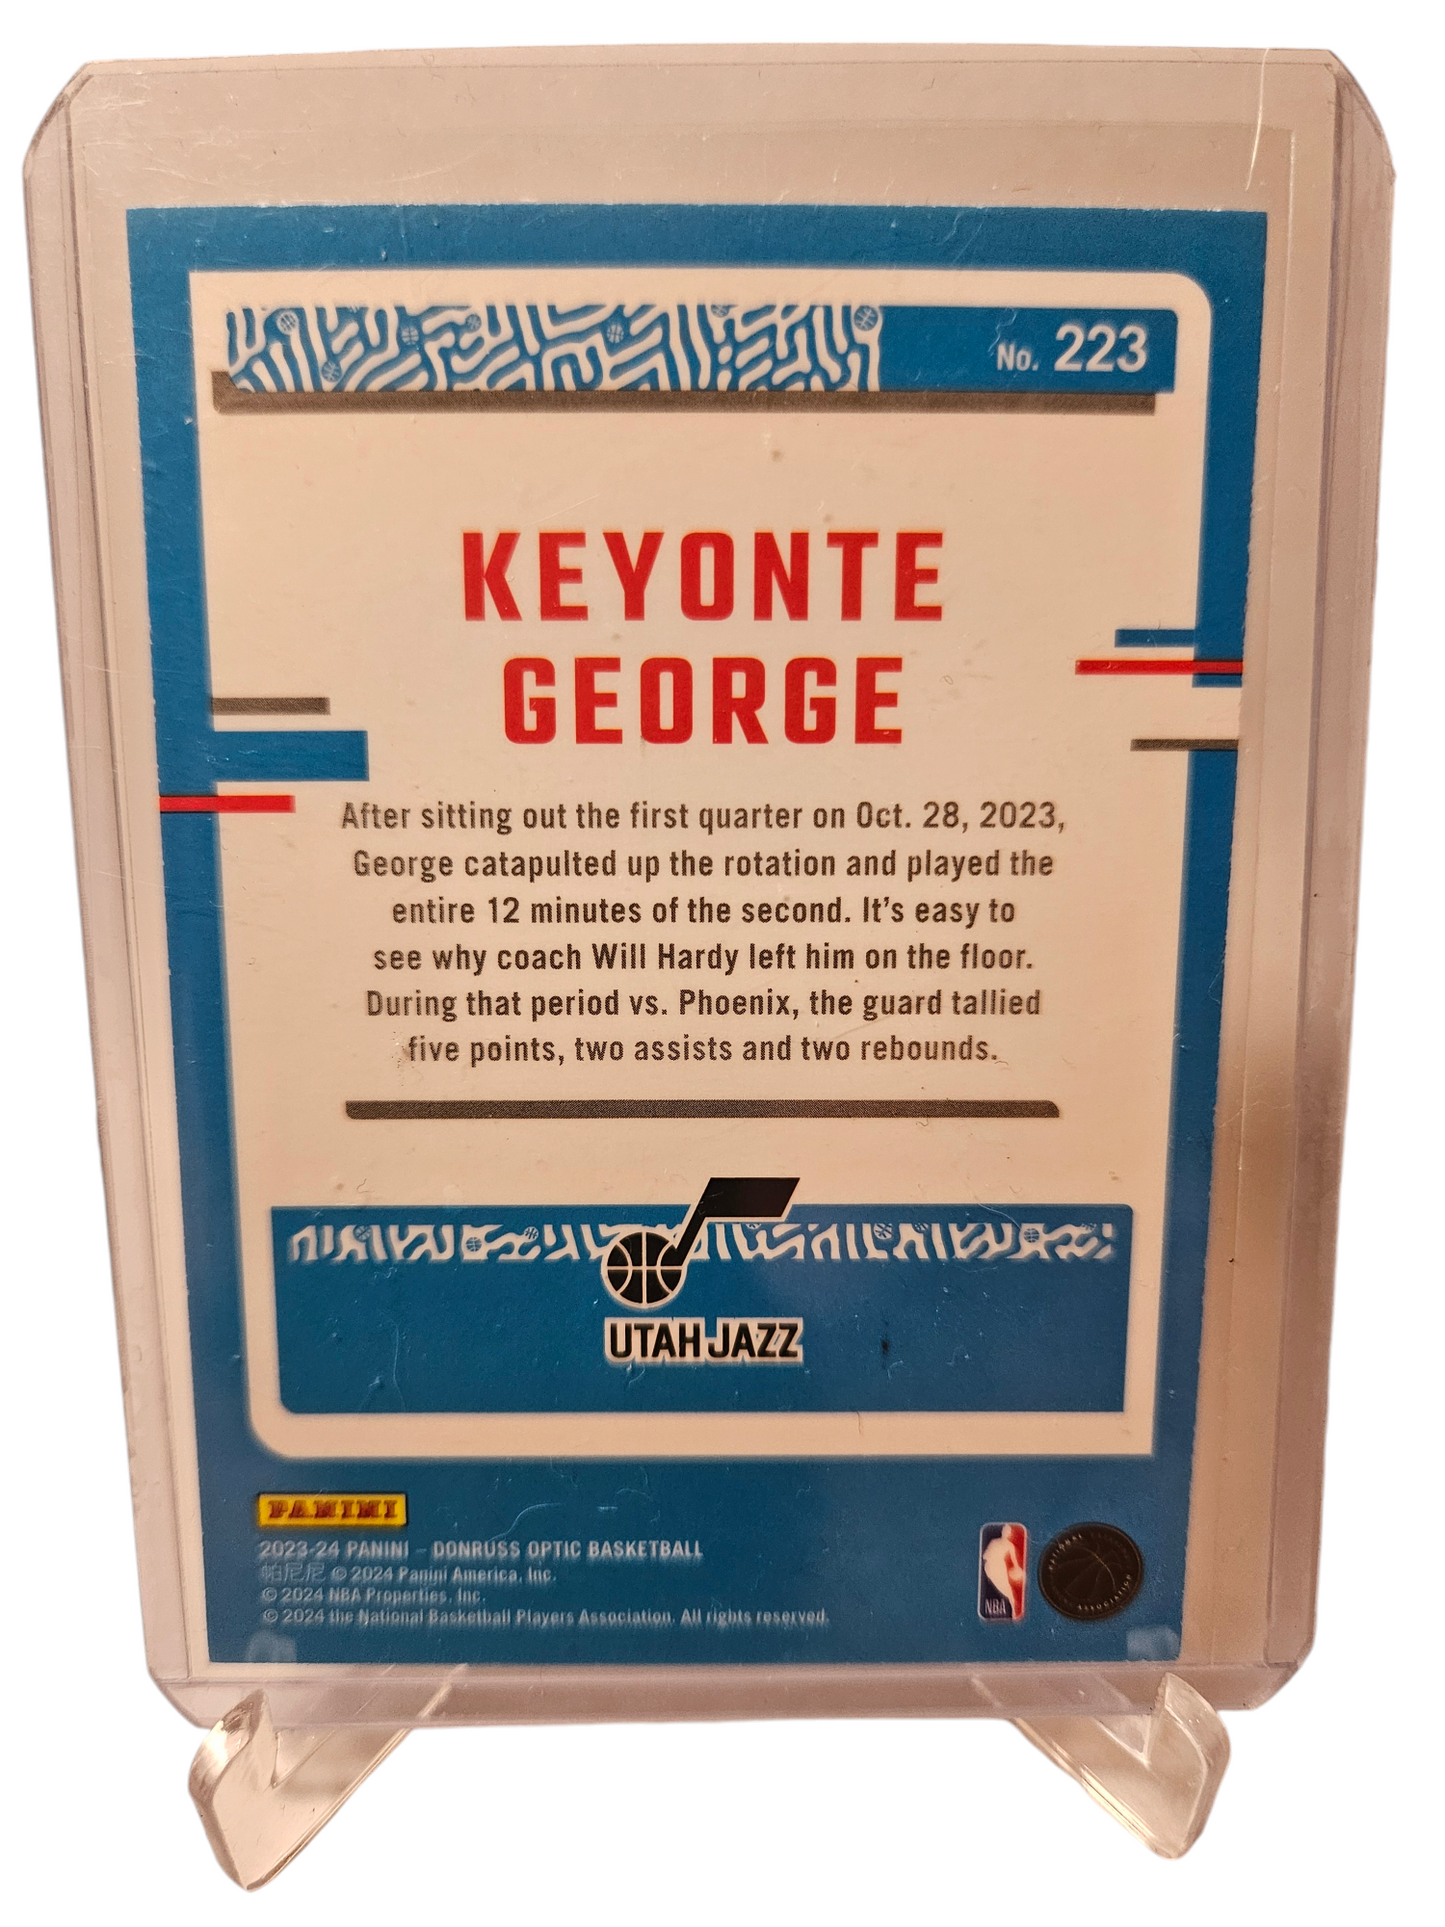 No. 223
KEYONTE
GEORGE
After sitting out the first quarter on Oct. 28, 2023,
George catapulted up the rotation and played the
entire 12 minutes of the second. It's easy to
see why coach Will Hardy left him on the floor.
During that period vs. Phoenix, the guard tallied
five points, two assists and two rebounds.
UTAH JAZZ
PANINI
2023-24 PANINI – DONRUSS OPTIC BASKETBALL
帕尼尼 © 2024 Panini America, Inc.
© 2024 NBA Properties, Inc.
© 2024 the National Basketball Players Association. All rights reserved.
NBA